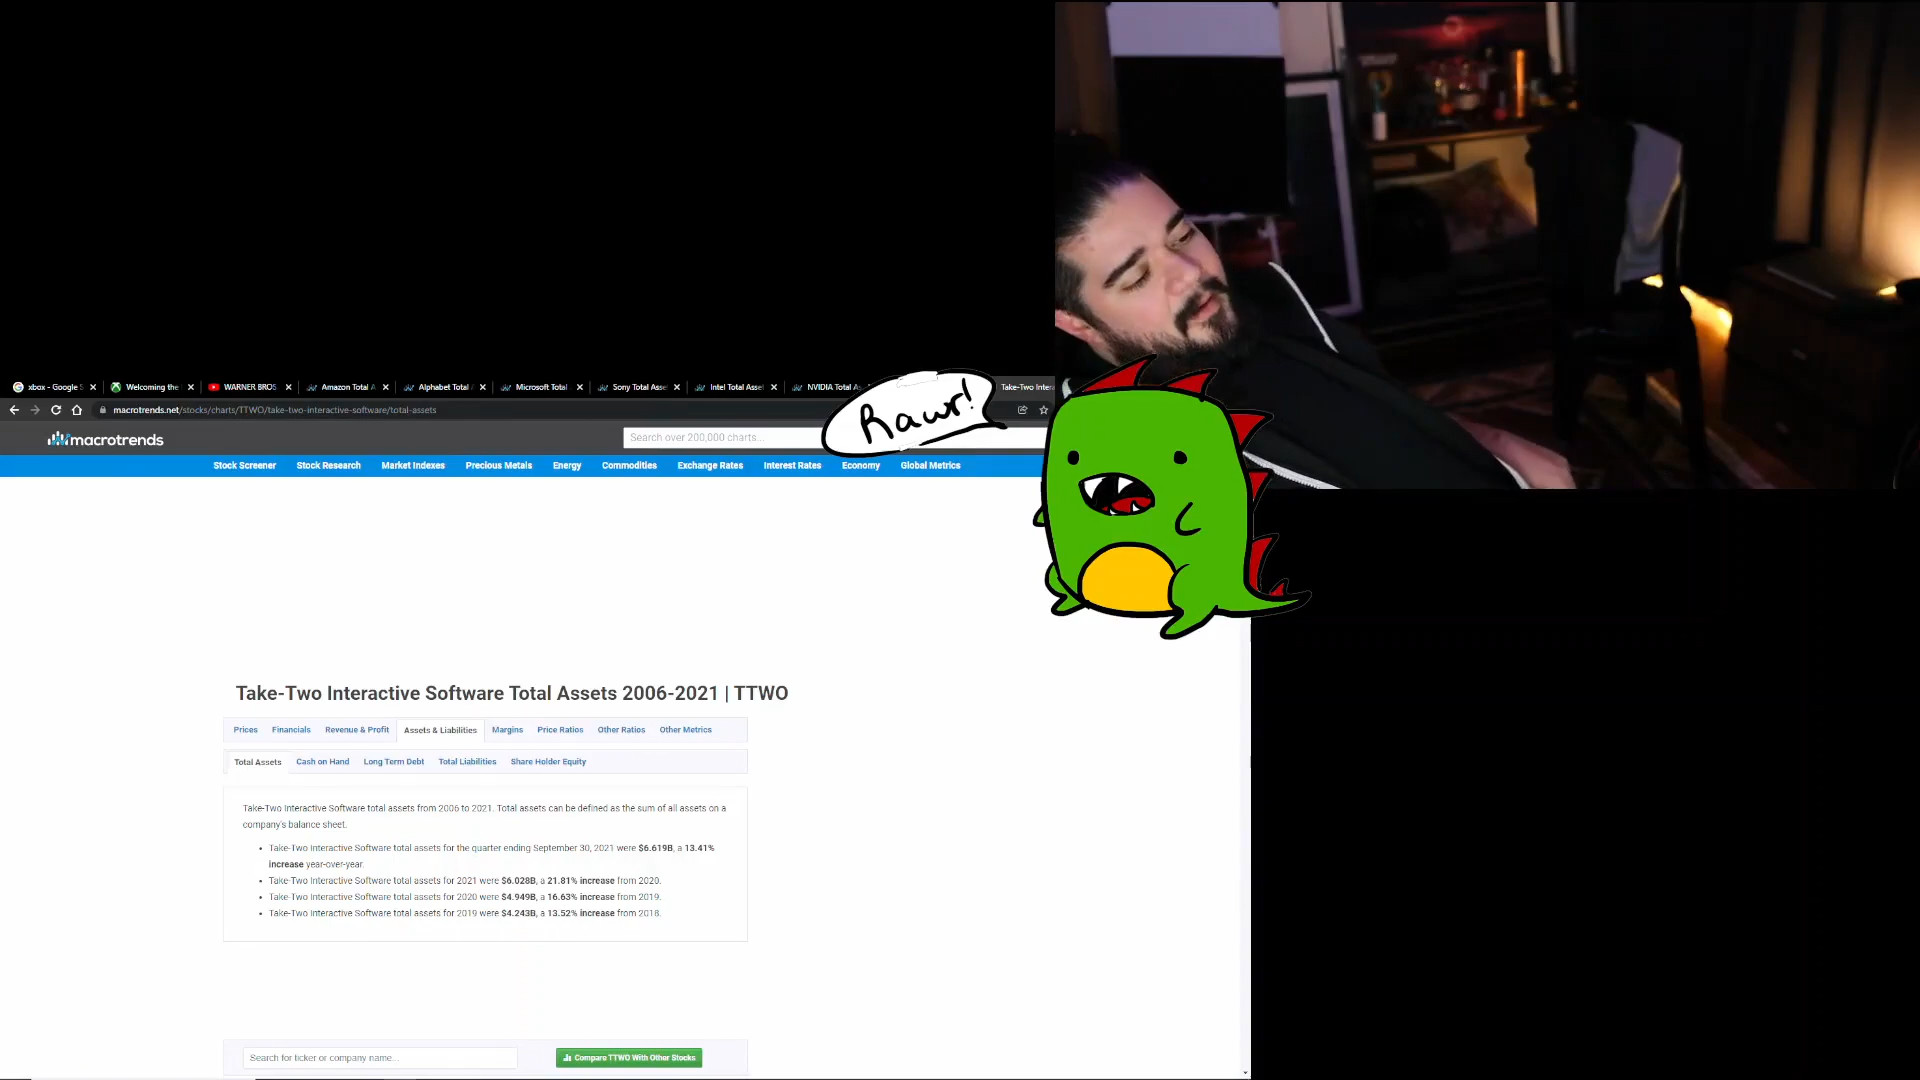 xbox - Google S
Welcoming the
WARNER BROS
Amazon Total A
Alphabet Total
Microsoft Total
Sony Total Asse
Intel Total Asset
NVIDIA Total As
Take-Two Inter
macrotrends.net/stocks/charts/TTWO/take-two-interactive-software/total-assets
Rawr!
macrotrends
Search over 200,000 charts...
Stock Screener Stock Research Market Indexes Precious Metals Energy Commodities Exchange Rates Interest Rates Economy Global Metrics
Take-Two Interactive Software Total Assets 2006-2021 | TTWO
Prices Financials Revenue & Profit Assets & Liabilities Margins Price Ratios Other Ratios Other Metrics
Total Assets Cash on Hand Long Term Debt Total Liabilities Share Holder Equity
Take-Two Interactive Software total assets from 2006 to 2021. Total assets can be defined as the sum of all assets on a
company's balance sheet.
• Take-Two Interactive Software total assets for the quarter ending September 30, 2021 were $6.619B, a 13.41%
increase year-over-year.
• Take-Two Interactive Software total assets for 2021 were $6.028B, a 21.81% increase from 2020.
• Take-Two Interactive Software total assets for 2020 were $4.949B, a 16.63% increase from 2019.
• Take-Two Interactive Software total assets for 2019 were $4.243B, a 13.52% increase from 2018.
Search for ticker or company name...
Compare TTWO With Other Stocks